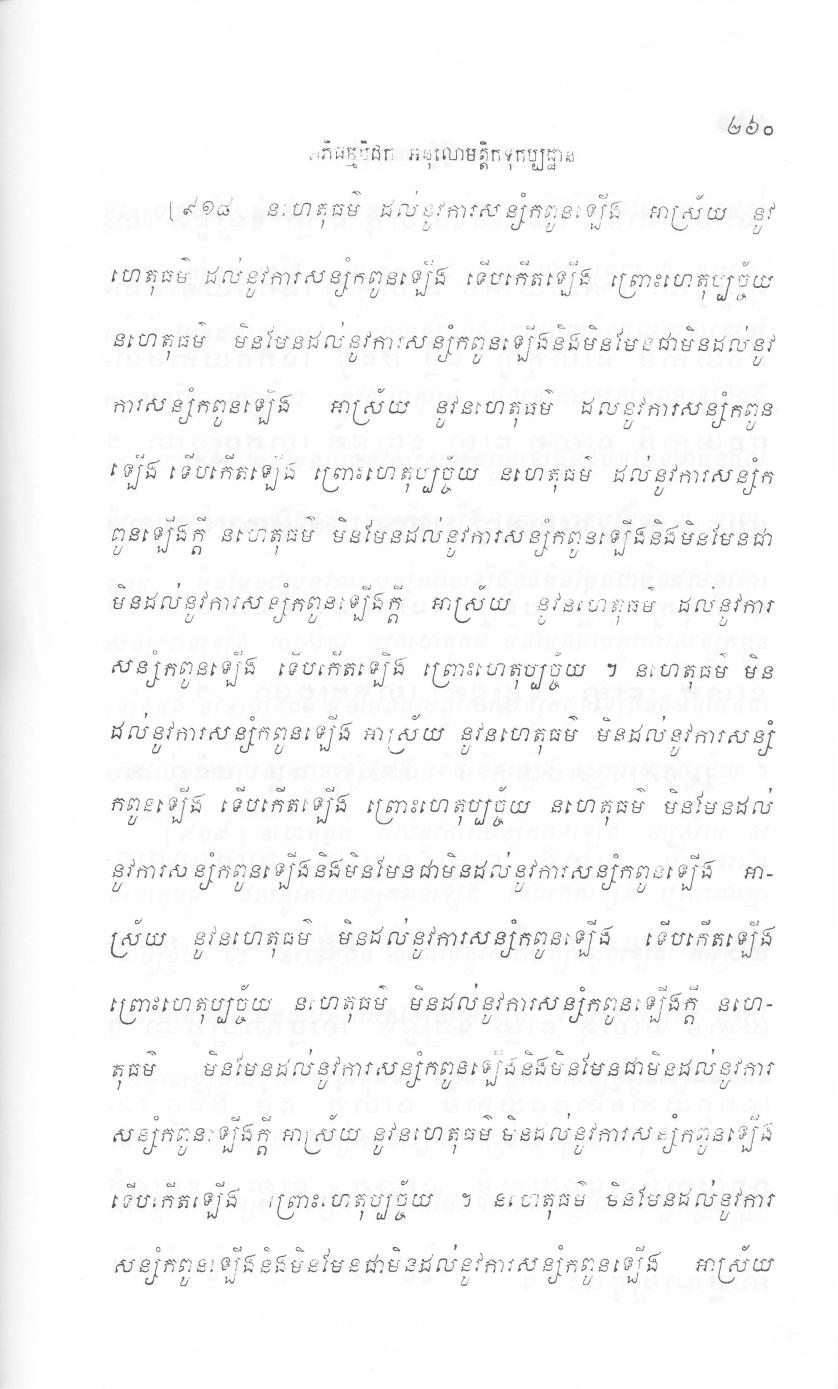 ២៦០
អភិធម្មបិដក អនុលោមត្តិកទុកប្បដ្ឋាន
[៩១៨ នហេតុធម៌ ដល់នូវការសន្សំកពូនឡើង អាស្រ័យ នូវ
ហេតុធម៌ ដល់នូវការសន្សំកពូនឡើង ទើបកើតឡើង ព្រោះហេតុប្បច្ច័យ
នហេតុធម៌ មិនមែនដល់នូវការសន្សំកពូនឡើងនិងមិនមែនជាមិនដល់នូវ
ការសន្សំកពូនឡើង អាស្រ័យ នូវនហេតុធម៌ ដល់នូវការសន្សំកពូន
ឡើង ទើបកើតឡើង ព្រោះហេតុប្បច្ច័យ នហេតុធម៌ ដល់នូវការសន្សំក
ពូនឡើងក្តី នហេតុធម៌ មិនមែនដល់នូវការសន្សំកពូនឡើងនិងមិនមែនជា
មិនដល់នូវការសន្សំកពូនឡើងក្តី អាស្រ័យ នូវនហេតុធម៌ ដល់នូវការ
សន្សំកពូនឡើង ទើបកើតឡើង ព្រោះហេតុប្បច្ច័យ ។ នហេតុធម៌ មិន
ដល់នូវការសន្សំកពូនឡើង អាស្រ័យ នូវនហេតុធម៌ មិនដល់នូវការសន្សំ
កពូនឡើង ទើបកើតឡើង ព្រោះហេតុប្បច្ច័យ នហេតុធម៌ មិនមែនដល់
នូវការសន្សំកពូនឡើងនិងមិនមែនជាមិនដល់នូវការសន្សំកពូនឡើង អា-
ស្រ័យ នូវនហេតុធម៌ មិនដល់នូវការសន្សំកពូនឡើង ទើបកើតឡើង
ព្រោះហេតុប្បច្ច័យ នហេតុធម៌ មិនដល់នូវការសន្សំកពូនឡើងក្តី នហេ-
តុធម៌ មិនមែនដល់នូវការសន្សំកពូនឡើងនិងមិនមែនជាមិនដល់នូវការ
សន្សំកពូនឡើងក្តី អាស្រ័យ នូវនហេតុធម៌ មិនដល់នូវការសន្សំកពូនឡើង
ទើបកើតឡើង ព្រោះហេតុប្បច្ច័យ ។ នហេតុធម៌ មិនមែនដល់នូវការ
សន្សំកពូនឡើងនិងមិនមែនជាមិនដល់នូវការសន្សំកពូនឡើង អាស្រ័យ